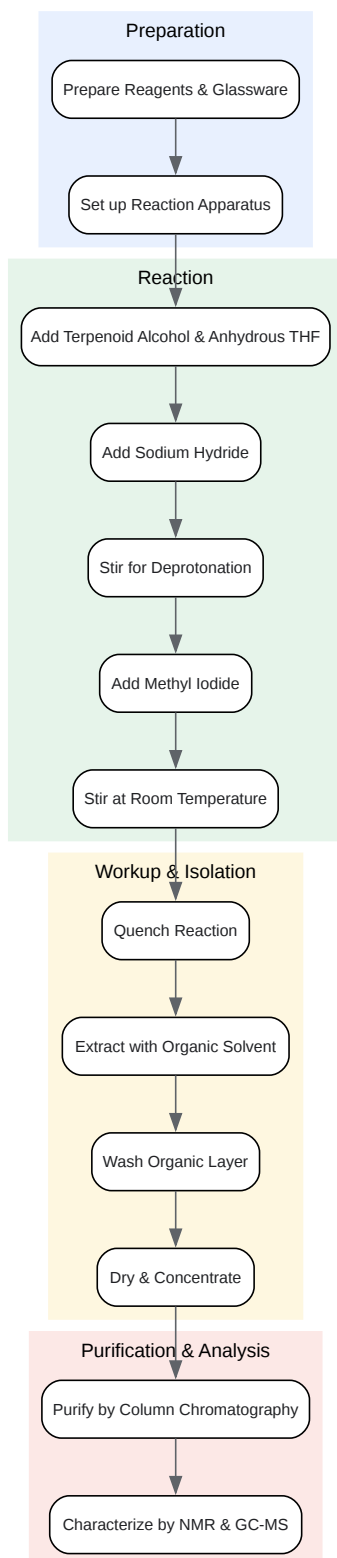 Preparation
Prepare Reagents & Glassware
Set up Reaction Apparatus
Reaction
Add Terpenoid Alcohol & Anhydrous THF
Add Sodium Hydride
Stir for Deprotonation
Add Methyl Iodide
Stir at Room Temperature
Workup & Isolation
Quench Reaction
Extract with Organic Solvent
Wash Organic Layer
Dry & Concentrate
Purification & Analysis
Purify by Column Chromatography
Characterize by NMR & GC-MS